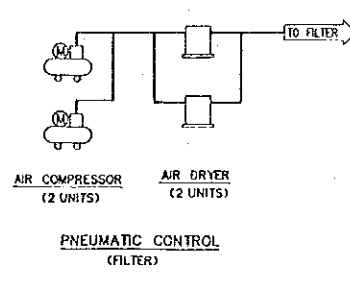 M
TO FILTER
M
AIR COMPRESSOR
(2 UNITS)
AIR DRYER
(2 UNITS)
PNEUMATIC CONTROL
(FILTER)